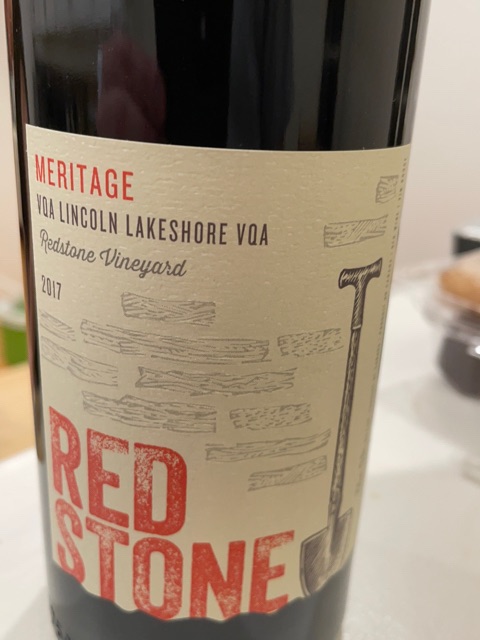 MERITAGE
VQA LINCOLN LAKESHORE VQA
Redstone Vineyard
2017
RED
STONE